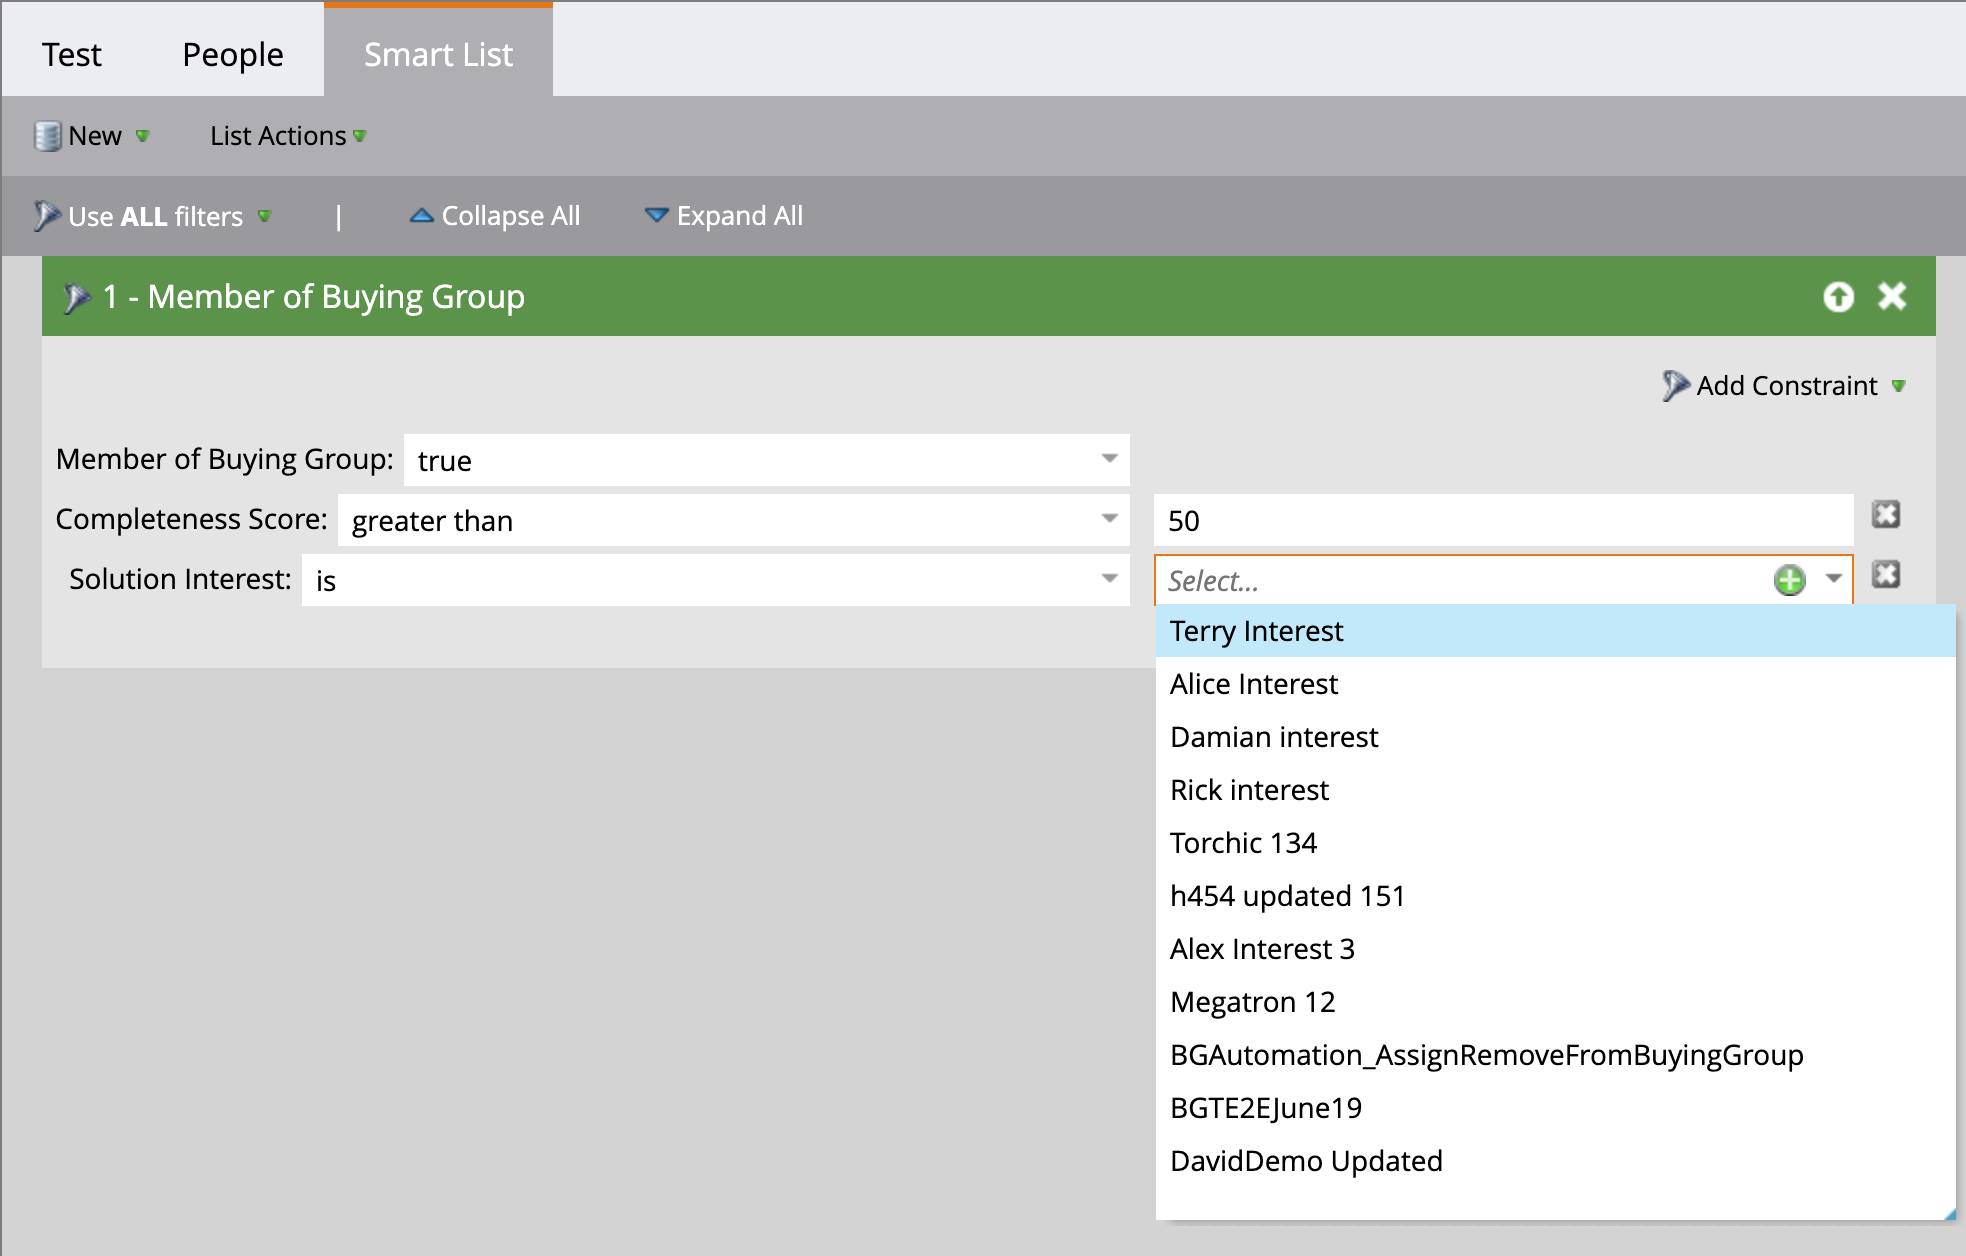 Test People Smart List
New List Actions
Use ALL filters | Collapse All Expand All
1 - Member of Buying Group
Add Constraint
Member of Buying Group: true
Completeness Score: greater than 50
Solution Interest: is Select...
Terry Interest
Alice Interest
Damian interest
Rick interest
Torchic 134
h454 updated 151
Alex Interest 3
Megatron 12
BGAutomation_AssignRemoveFromBuyingGroup
BGTE2EJune19
DavidDemo Updated